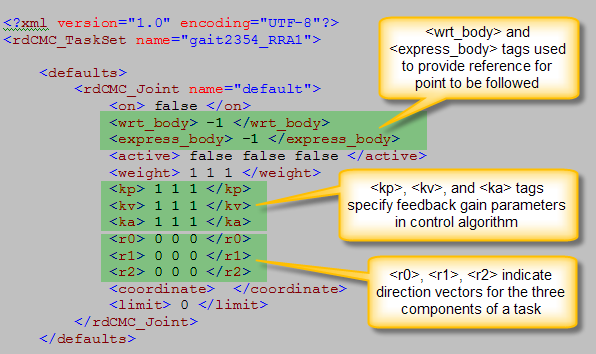 <?xml version="1.0" encoding="UTF-8"?>
<rdCMC_TaskSet name="gait2354_RRA1">
<defaults>
<rdCMC_Joint name="default">
<on> false </on>
<wrt_body> -1 </wrt_body>
<express_body> -1 </express_body>
<active> false false false </active>
<weight> 1 1 1 </weight>
<kp> 1 1 1 </kp>
<kv> 1 1 1 </kv>
<ka> 1 1 1 </ka>
<r0> 0 0 0 </r0>
<r1> 0 0 0 </r1>
<r2> 0 0 0 </r2>
<coordinate>  </coordinate>
<limit> 0 </limit>
</rdCMC_Joint>
</defaults>
<wrt_body> and
<express_body> tags used
to provide reference for
point to be followed
<kp>, <kv>, and <ka> tags
specify feedback gain parameters
in control algorithm
<r0>, <r1>, <r2> indicate
direction vectors for the three
components of a task